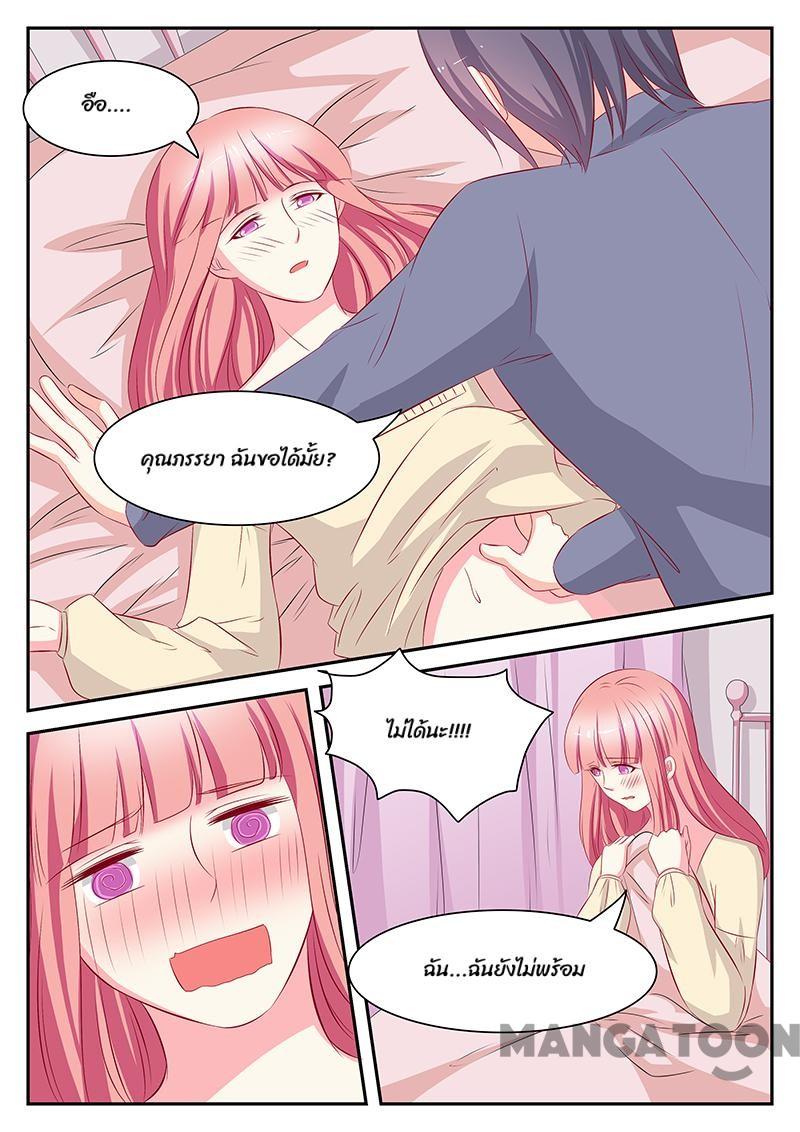 อือ....
คุณภรรยา ฉันขอได้มั้ย?
ไม่ได้นะ!!!!
ฉัน...ฉันยังไม่พร้อม
MANGATOON